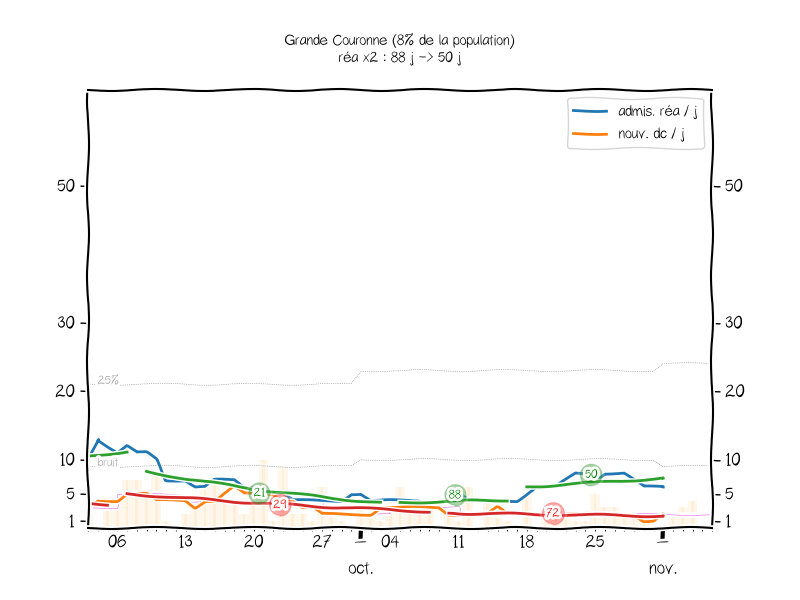 Grande Couronne (8% de la population)
réa x2 : 88 j -> 50 j
admis. réa / j
nouv. dc / j
50 50
30 30
25%
20 20
bruit
10 10
50
21 88
5 5
29 72
1 1
06 13 20 27 04 11 18 25
oct. nov.